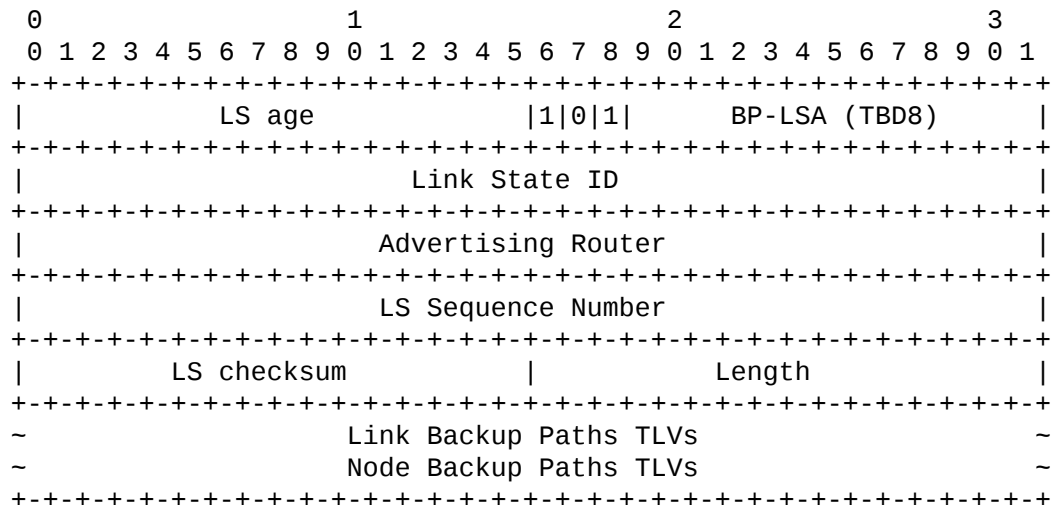 0                   1                   2                   3
 0 1 2 3 4 5 6 7 8 9 0 1 2 3 4 5 6 7 8 9 0 1 2 3 4 5 6 7 8 9 0 1
+-+-+-+-+-+-+-+-+-+-+-+-+-+-+-+-+-+-+-+-+-+-+-+-+-+-+-+-+-+-+-+-+
|            LS age             |1|0|1|      BP-LSA (TBD8)      |
+-+-+-+-+-+-+-+-+-+-+-+-+-+-+-+-+-+-+-+-+-+-+-+-+-+-+-+-+-+-+-+-+
|                        Link State ID                          |
+-+-+-+-+-+-+-+-+-+-+-+-+-+-+-+-+-+-+-+-+-+-+-+-+-+-+-+-+-+-+-+-+
|                      Advertising Router                       |
+-+-+-+-+-+-+-+-+-+-+-+-+-+-+-+-+-+-+-+-+-+-+-+-+-+-+-+-+-+-+-+-+
|                      LS Sequence Number                       |
+-+-+-+-+-+-+-+-+-+-+-+-+-+-+-+-+-+-+-+-+-+-+-+-+-+-+-+-+-+-+-+-+
|         LS checksum           |           Length              |
+-+-+-+-+-+-+-+-+-+-+-+-+-+-+-+-+-+-+-+-+-+-+-+-+-+-+-+-+-+-+-+-+
~                    Link Backup Paths TLVs                     ~
~                    Node Backup Paths TLVs                     ~
+-+-+-+-+-+-+-+-+-+-+-+-+-+-+-+-+-+-+-+-+-+-+-+-+-+-+-+-+-+-+-+-+